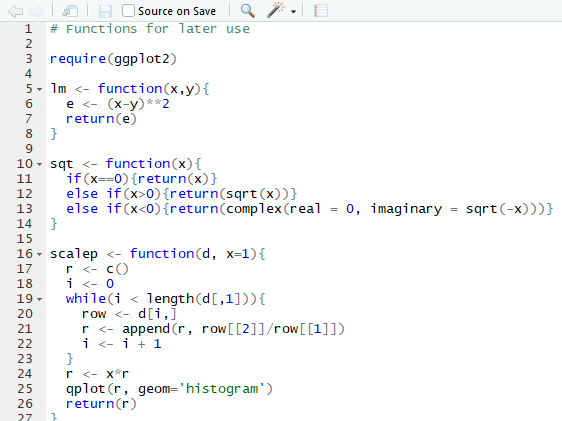 Source on Save
1 # Functions for later use
2
3 require(ggplot2)
4
5 lm <- function(x,y){
6   e <- (x-y)**2
7   return(e)
8 }
9
10 sqt <- function(x){
11   if(x==0){return(x)}
12   else if(x>0){return(sqrt(x))}
13   else if(x<0){return(complex(real = 0, imaginary = sqrt(-x)))}
14 }
15
16 scalep <- function(d, x=1){
17   r <- c()
18   i <- 0
19   while(i < length(d[,1])){
20     row <- d[i,]
21     r <- append(r, row[[2]]/row[[1]])
22     i <- i + 1
23   }
24   r <- x*r
25   qplot(r, geom='histogram')
26   return(r)
27 }